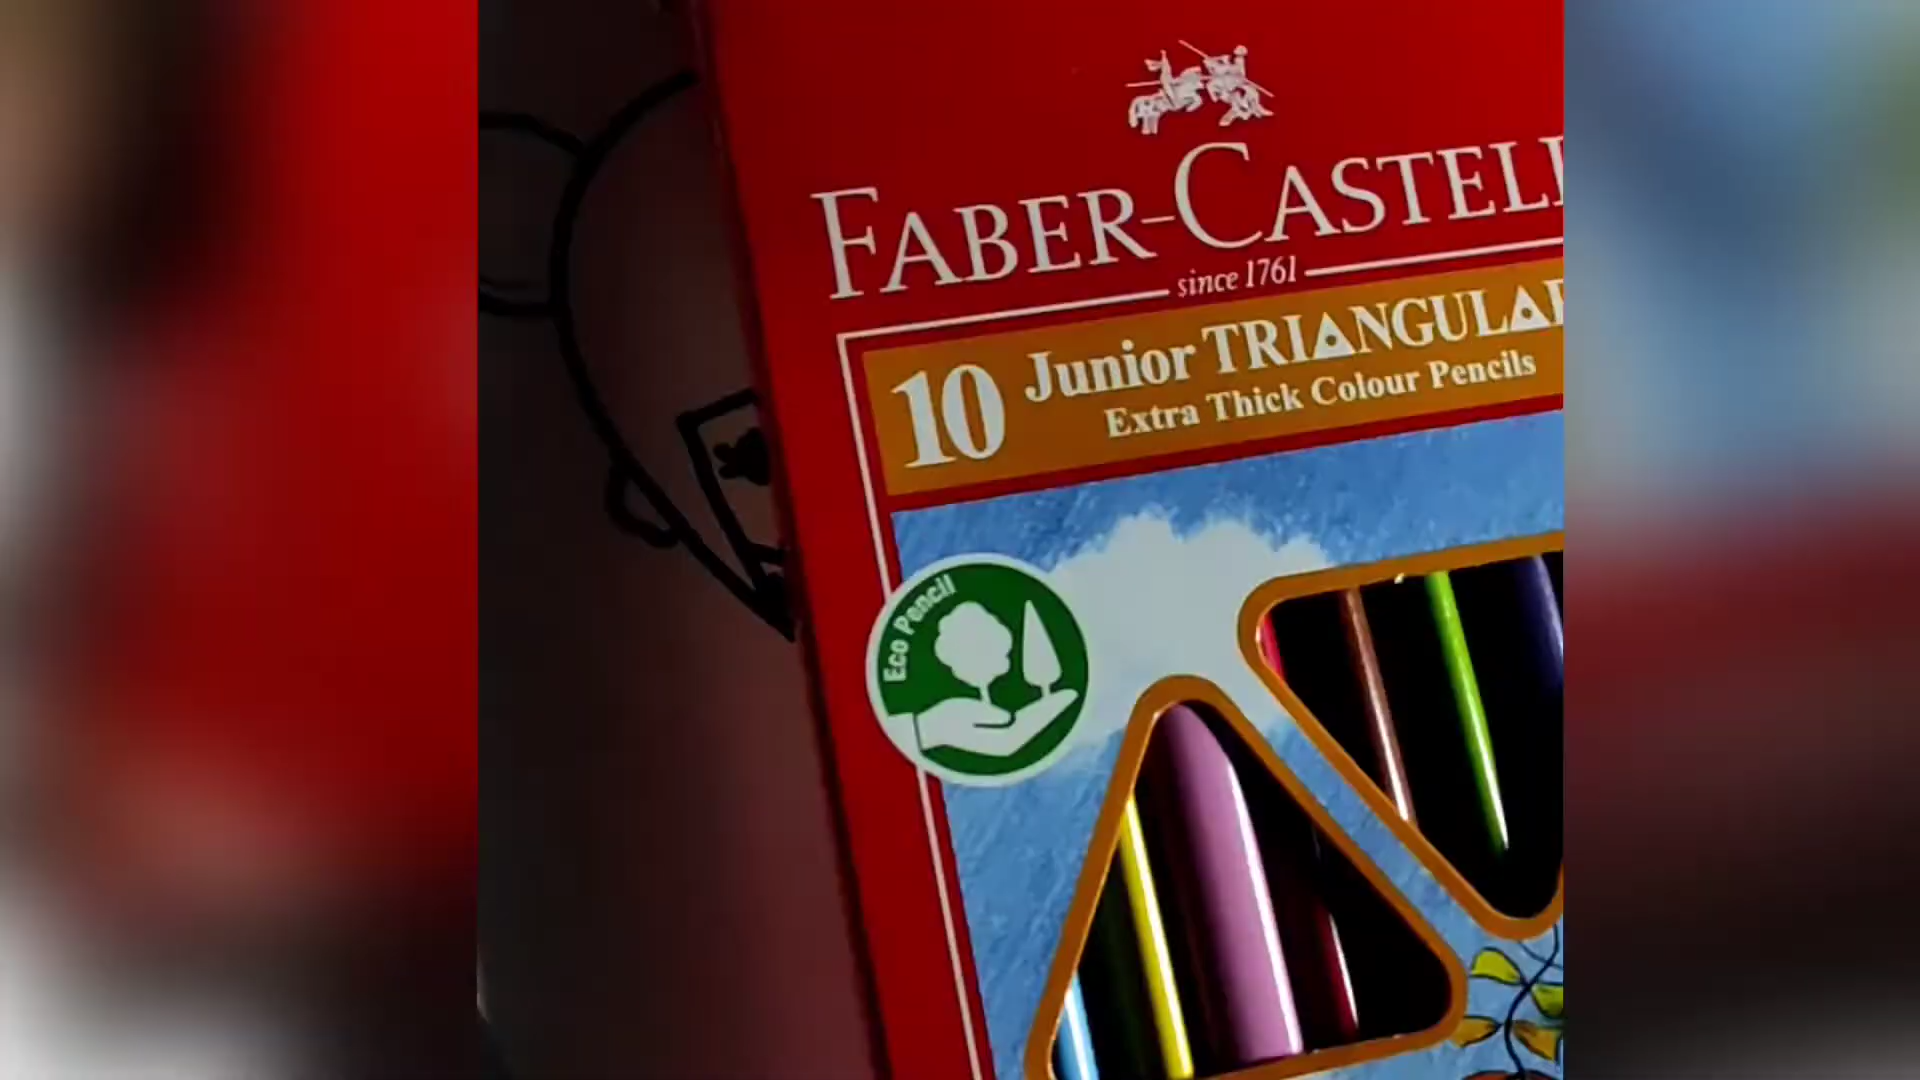 FABER-CASTELL
since 1761
10 Junior TRIANGULAR
Extra Thick Colour Pencils
Eco Pencil